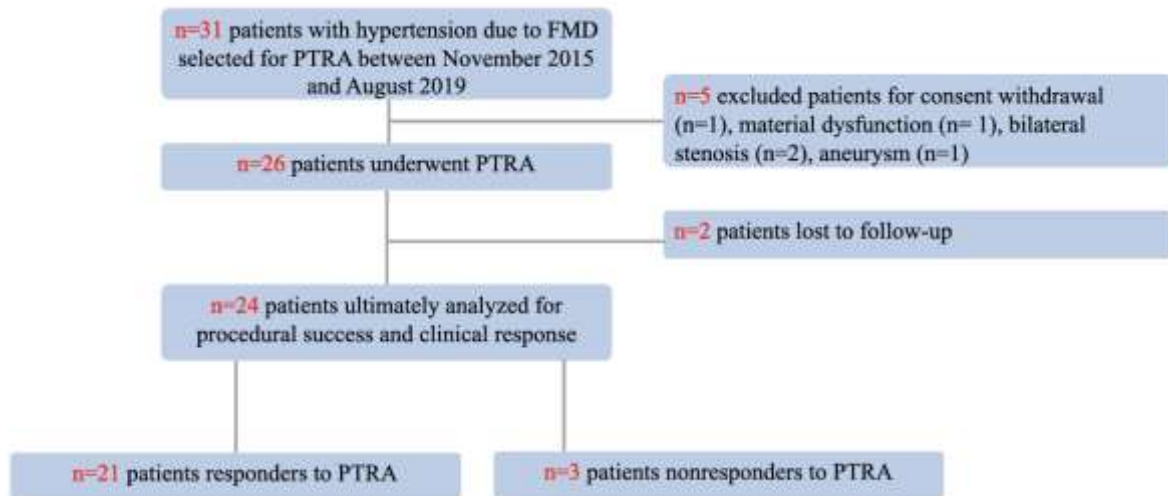 n=31 patients with hypertension due to FMD
selected for PTRA between November 2015
and August 2019
n=5 excluded patients for consent withdrawal
(n=1), material dysfunction (n= 1), bilateral
stenosis (n=2), aneurysm (n=1)
n=26 patients underwent PTRA
n=2 patients lost to follow-up
n=24 patients ultimately analyzed for
procedural success and clinical response
n=21 patients responders to PTRA
n=3 patients nonresponders to PTRA